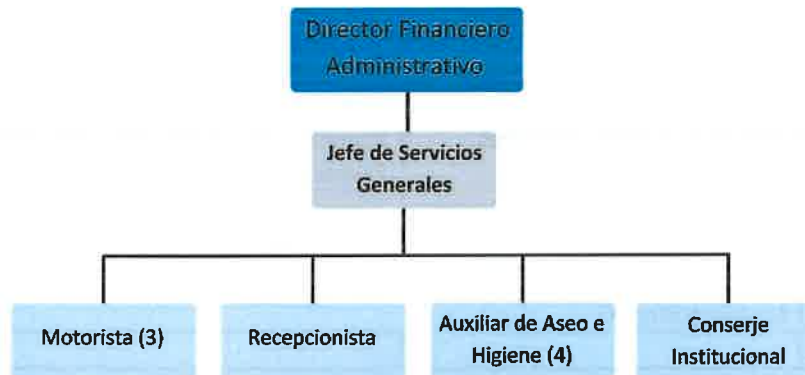 Director Financiero
Administrativo
Jefe de Servicios
Generales
Motorista (3)
Recepcionista
Auxiliar de Aseo e
Higiene (4)
Conserje
Institucional